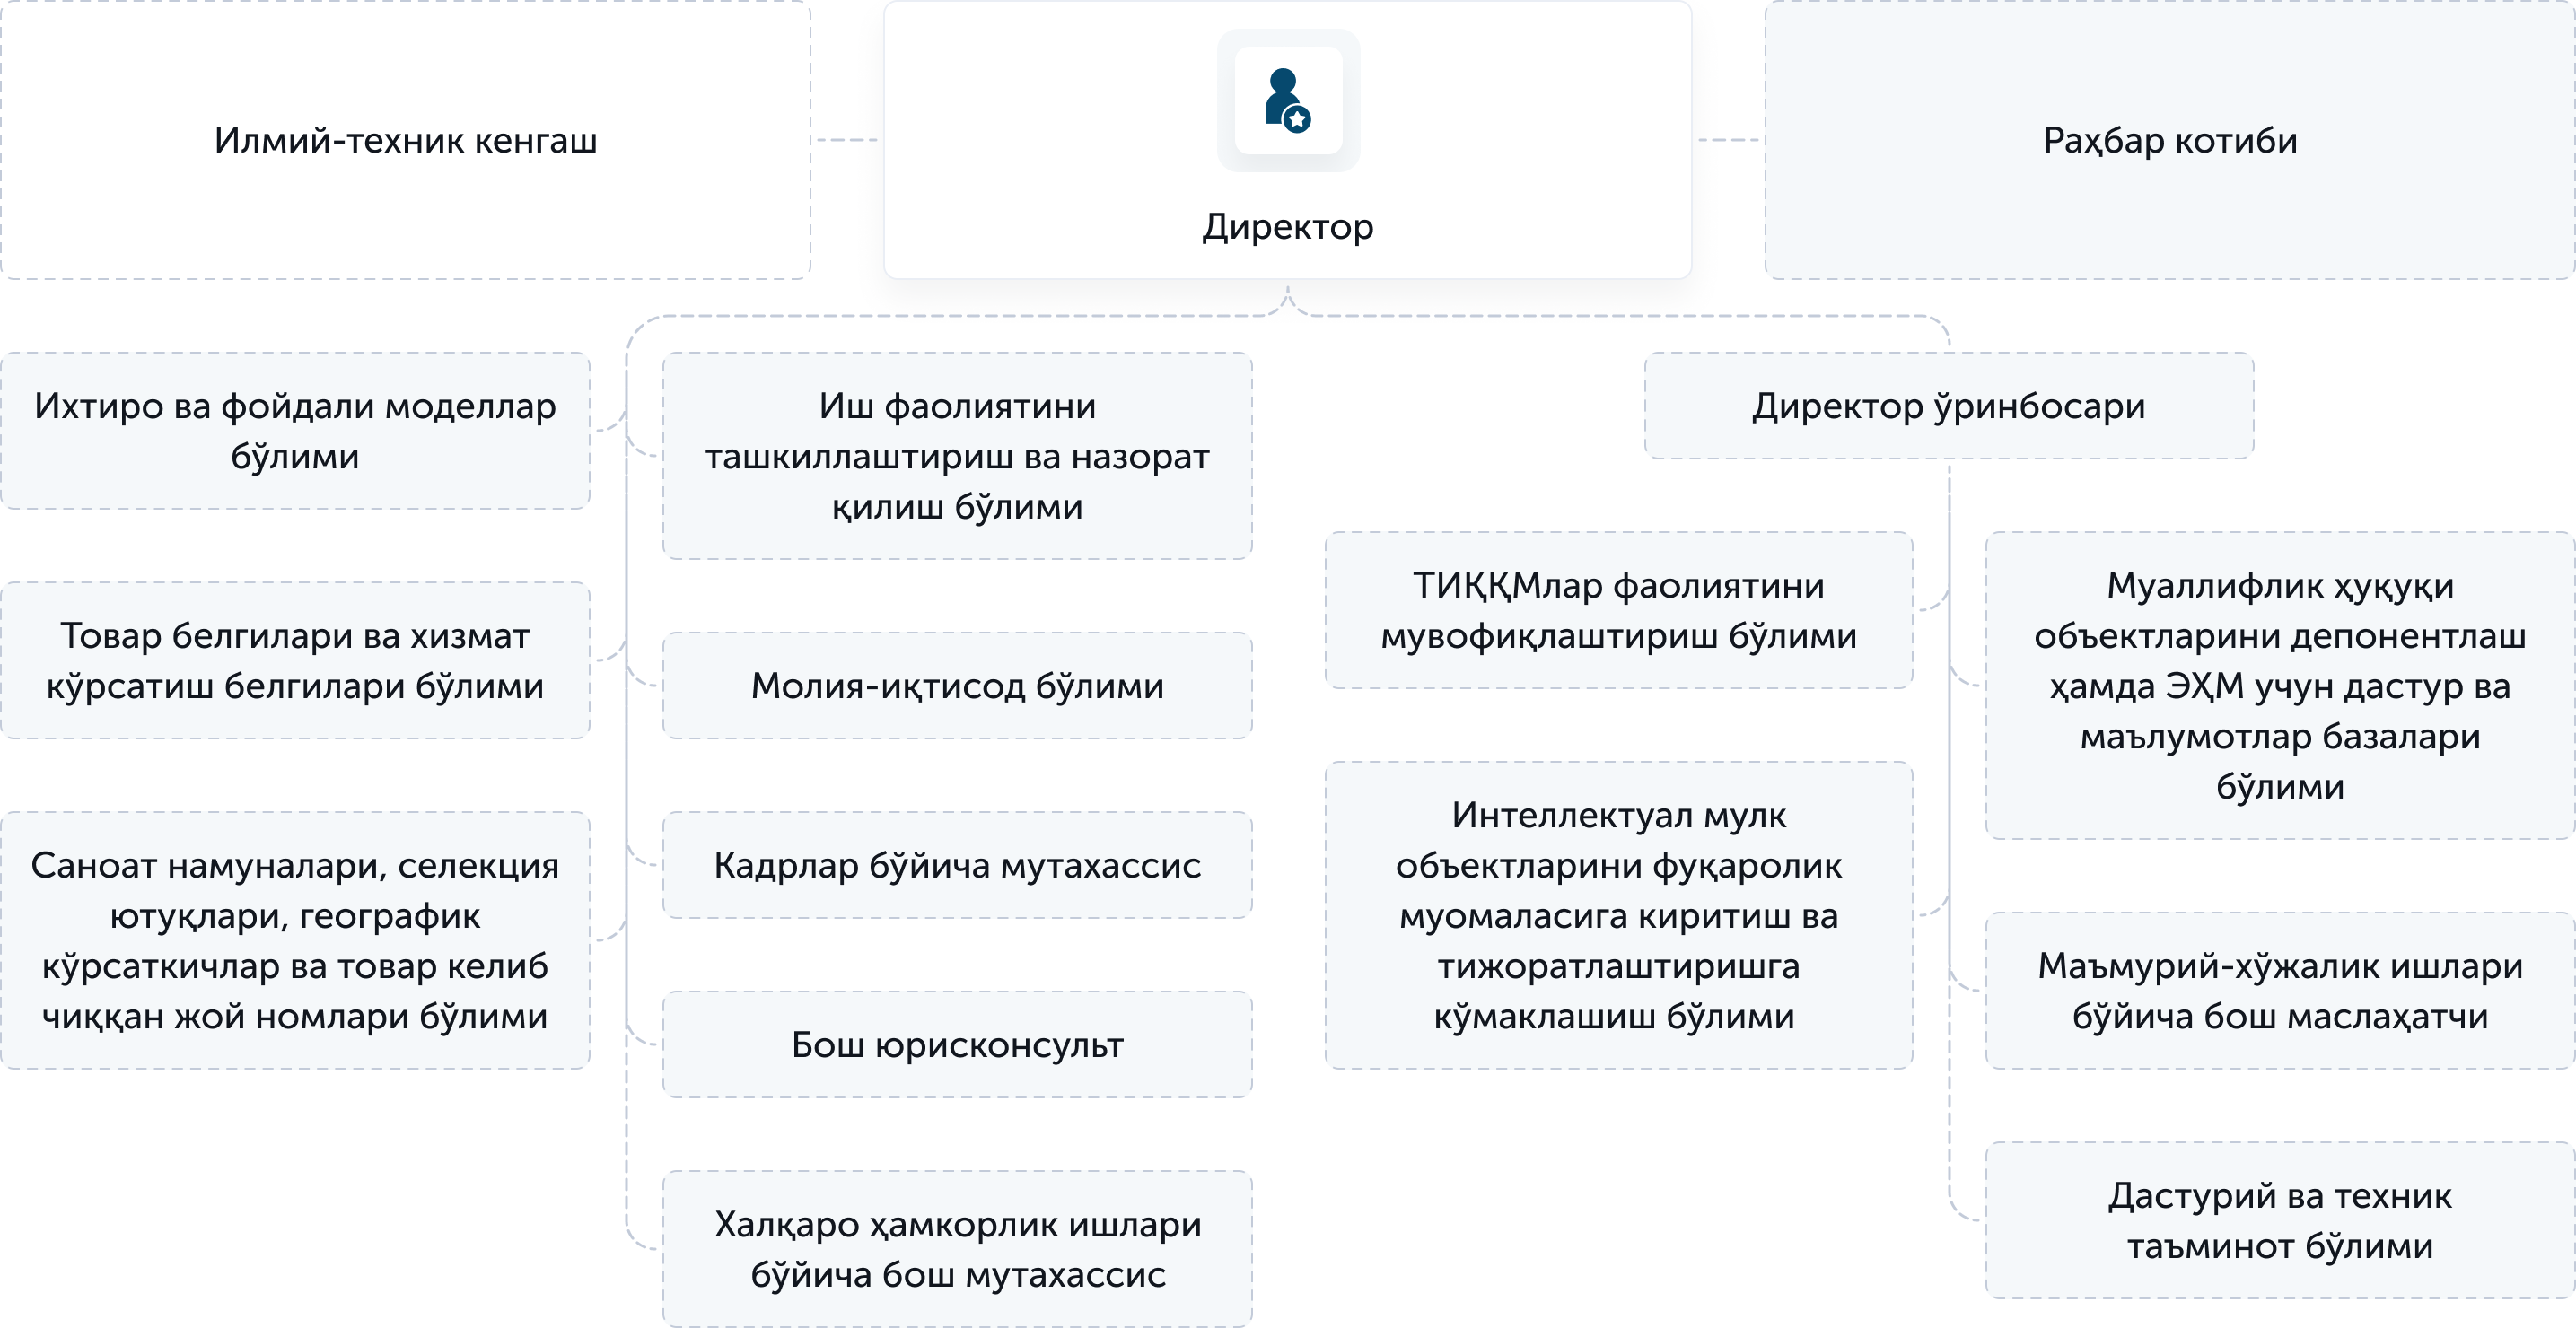 Илмий-техник кенгаш
Директор
Раҳбар котиби
Ихтиро ва фойдали моделлар
бўлими
Товар белгилари ва хизмат
кўрсатиш белгилари бўлими
Саноат намуналари, селекция
ютуқлари, географик
кўрсаткичлар ва товар келиб
чиққан жой номлари бўлими
Иш фаолиятини
ташкиллаштириш ва назорат
қилиш бўлими
Молия-иқтисод бўлими
Кадрлар бўйича мутахассис
Бош юрисконсульт
Халқаро ҳамкорлик ишлари
бўйича бош мутахассис
Директор ўринбосари
ТИҚҚМлар фаолиятини
мувофиқлаштириш бўлими
Интеллектуал мулк
объектларини фуқаролик
муомаласига киритиш ва
тижоратлаштиришга
кўмаклашиш бўлими
Муаллифлик ҳуқуқи
объектларини депонентлаш
ҳамда ЭҲМ учун дастур ва
маълумотлар базалари
бўлими
Маъмурий-хўжалик ишлари
бўйича бош маслаҳатчи
Дастурий ва техник
таъминот бўлими